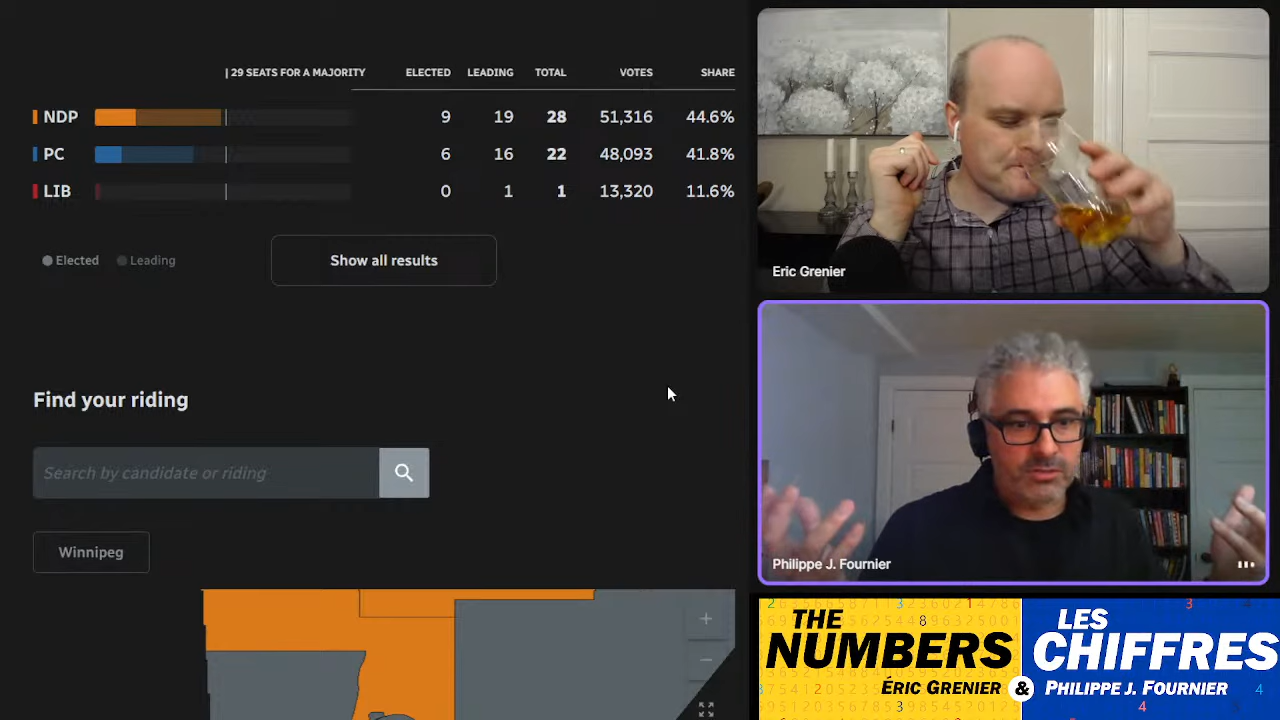 | 29 SEATS FOR A MAJORITY ELECTED LEADING TOTAL VOTES SHARE
NDP 9 19 28 51,316 44.6%
PC 6 16 22 48,093 41.8%
LIB 0 1 1 13,320 11.6%
Elected Leading
Show all results
Find your riding
Search by candidate or riding
Winnipeg
+
−
Eric Grenier
Philippe J. Fournier
THE
NUMBERS
ÉRIC GRENIER
&
LES
CHIFFRES
PHILIPPE J. FOURNIER